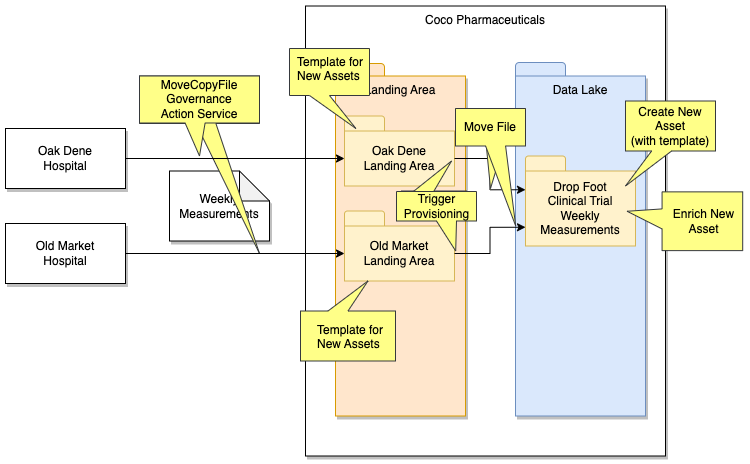 Coco Pharmaceuticals
Template for
New Assets
MoveCopyFile
Governance
Action Service
Landing Area
Data Lake
Create New
Asset
(with template)
Move File
Oak Dene
Hospital
Oak Dene
Landing Area
Weekly
Measurements
Trigger
Provisioning
Drop Foot
Clinical Trial
Weekly
Measurements
Enrich New
Asset
Old Market
Hospital
Old Market
Landing Area
Template for
New Assets